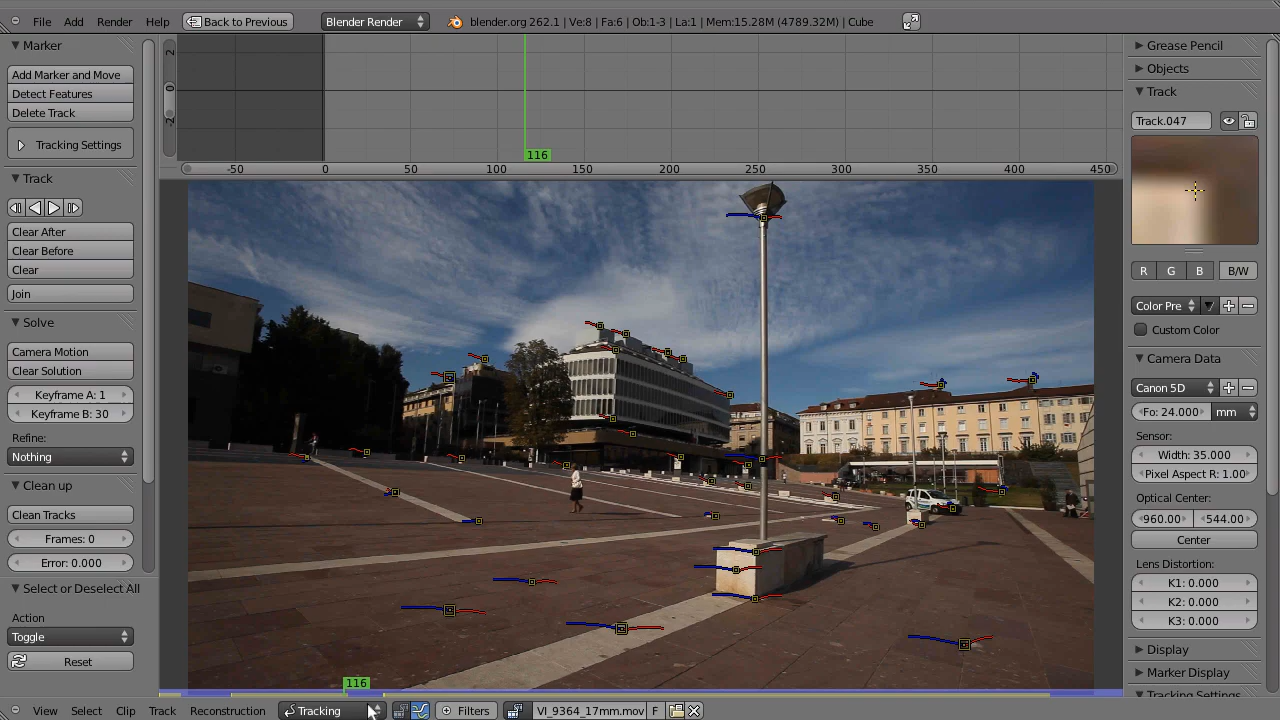 File Add Render Help Back to Previous Blender Render blender.org 262.1 | Ve:8 | Fa:6 | Ob:1-3 | La:1 | Mem:15.28M (4789.32M) | Cube
Marker
Add Marker and Move
Detect Features
Delete Track
Tracking Settings
Track
Clear After
Clear Before
Clear
Join
Solve
Camera Motion
Clear Solution
Keyframe A: 1
Keyframe B: 30
Refine:
Nothing
Clean up
Clean Tracks
Frames: 0
Error: 0.000
Select or Deselect All
Action
Toggle
Reset
2
0
-2
116
-50 0 50 100 150 200 250 300 350 400 450
116
Grease Pencil
Objects
Track
Track.047
R G B B/W
Color Pre
Custom Color
Camera Data
Canon 5D
Fo: 24.000 mm
Sensor:
Width: 35.000
Pixel Aspect R: 1.00
Optical Center:
960.00 544.00
Center
Lens Distortion:
K1: 0.000
K2: 0.000
K3: 0.000
Display
Marker Display
Tracking Settings
View Select Clip Track Reconstruction Tracking Filters VI_9364_17mm.mov F